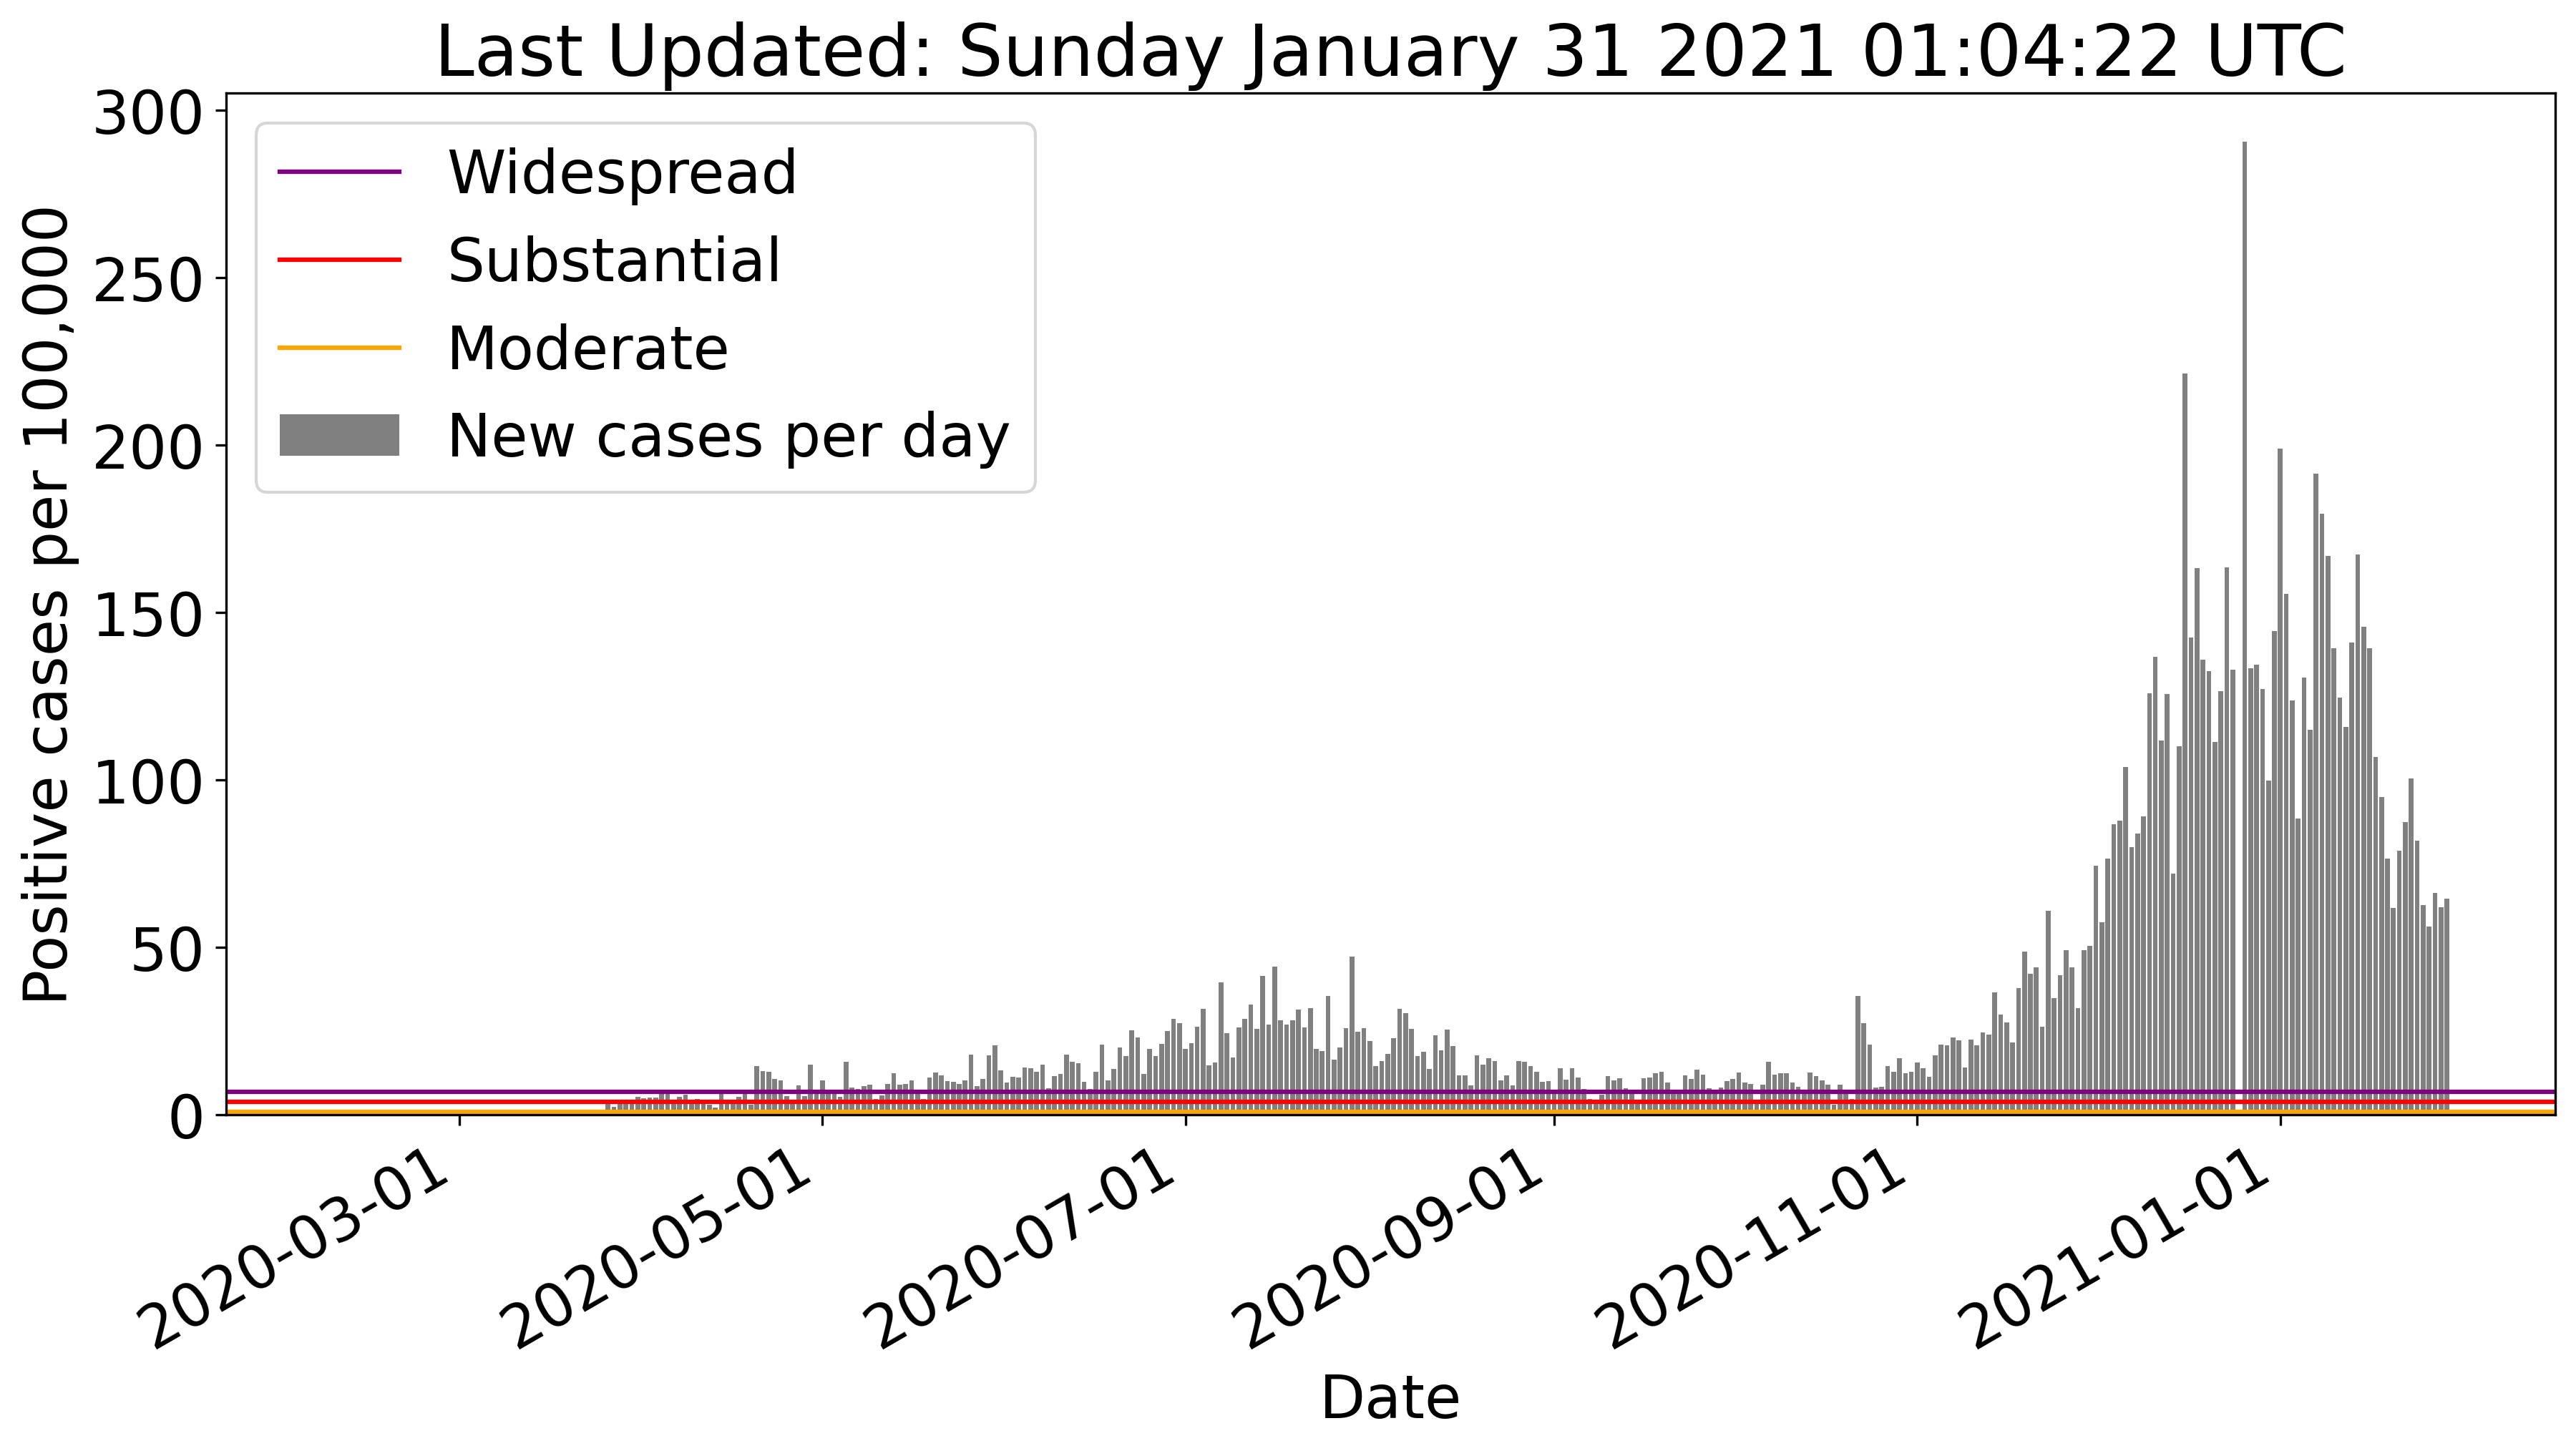 Last Updated: Sunday January 31 2021 01:04:22 UTC
Positive cases per 100,000
300
250
200
150
100
50
0
Widespread
Substantial
Moderate
New cases per day
2020-03-01
2020-05-01
2020-07-01
2020-09-01
2020-11-01
2021-01-01
Date